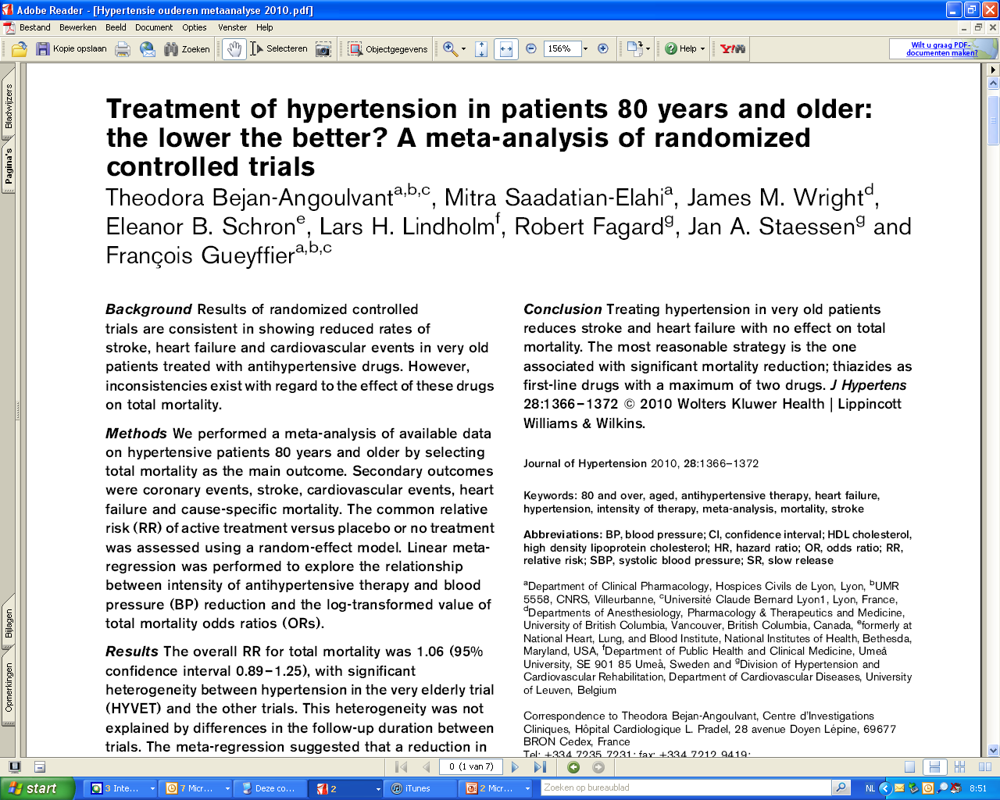 Adobe Reader - [Hypertensie ouderen metaanalyse 2010.pdf]
Bestand Bewerken Beeld Document Opties Venster Help
Kopie opslaan Zoeken Selecteren Objectgegevens 156% Help Y! Wilt u graag PDF-
documenten maken?
Bladwijzers
Pagina's
Bijlagen
Opmerkingen
Treatment of hypertension in patients 80 years and older:
the lower the better? A meta-analysis of randomized
controlled trials
Theodora Bejan-Angoulvant^a,b,c, Mitra Saadatian-Elahi^a, James M. Wright^d,
Eleanor B. Schron^e, Lars H. Lindholm^f, Robert Fagard^g, Jan A. Staessen^g and
François Gueyffier^a,b,c
Background Results of randomized controlled
trials are consistent in showing reduced rates of
stroke, heart failure and cardiovascular events in very old
patients treated with antihypertensive drugs. However,
inconsistencies exist with regard to the effect of these drugs
on total mortality.
Methods We performed a meta-analysis of available data
on hypertensive patients 80 years and older by selecting
total mortality as the main outcome. Secondary outcomes
were coronary events, stroke, cardiovascular events, heart
failure and cause-specific mortality. The common relative
risk (RR) of active treatment versus placebo or no treatment
was assessed using a random-effect model. Linear meta-
regression was performed to explore the relationship
between intensity of antihypertensive therapy and blood
pressure (BP) reduction and the log-transformed value of
total mortality odds ratios (ORs).
Results The overall RR for total mortality was 1.06 (95%
confidence interval 0.89–1.25), with significant
heterogeneity between hypertension in the very elderly trial
(HYVET) and the other trials. This heterogeneity was not
explained by differences in the follow-up duration between
trials. The meta-regression suggested that a reduction in
Conclusion Treating hypertension in very old patients
reduces stroke and heart failure with no effect on total
mortality. The most reasonable strategy is the one
associated with significant mortality reduction; thiazides as
first-line drugs with a maximum of two drugs. J Hypertens
28:1366–1372 © 2010 Wolters Kluwer Health | Lippincott
Williams & Wilkins.
Journal of Hypertension 2010, 28:1366–1372
Keywords: 80 and over, aged, antihypertensive therapy, heart failure,
hypertension, intensity of therapy, meta-analysis, mortality, stroke
Abbreviations: BP, blood pressure; CI, confidence interval; HDL cholesterol,
high density lipoprotein cholesterol; HR, hazard ratio; OR, odds ratio; RR,
relative risk; SBP, systolic blood pressure; SR, slow release
^aDepartment of Clinical Pharmacology, Hospices Civils de Lyon, Lyon, ^bUMR
5558, CNRS, Villeurbanne, ^cUniversité Claude Bernard Lyon1, Lyon, France,
^dDepartments of Anesthesiology, Pharmacology & Therapeutics and Medicine,
University of British Columbia, Vancouver, British Columbia, Canada, ^eformerly at
National Heart, Lung, and Blood Institute, National Institutes of Health, Bethesda,
Maryland, USA, ^fDepartment of Public Health and Clinical Medicine, Umeå
University, SE 901 85 Umeå, Sweden and ^gDivision of Hypertension and
Cardiovascular Rehabilitation, Department of Cardiovascular Diseases, University
of Leuven, Belgium
Correspondence to Theodora Bejan-Angoulvant, Centre d'Investigations
Cliniques, Hôpital Cardiologique L. Pradel, 28 avenue Doyen Lépine, 69677
BRON Cedex, France
Tel: +334 7235 7231; fax: +334 7212 9419;
0 (1 van 7)
start 3 Inte... 7 Micr... Deze co... 2 iTunes 2 Micr... Zoeken op bureaublad NL 8:51